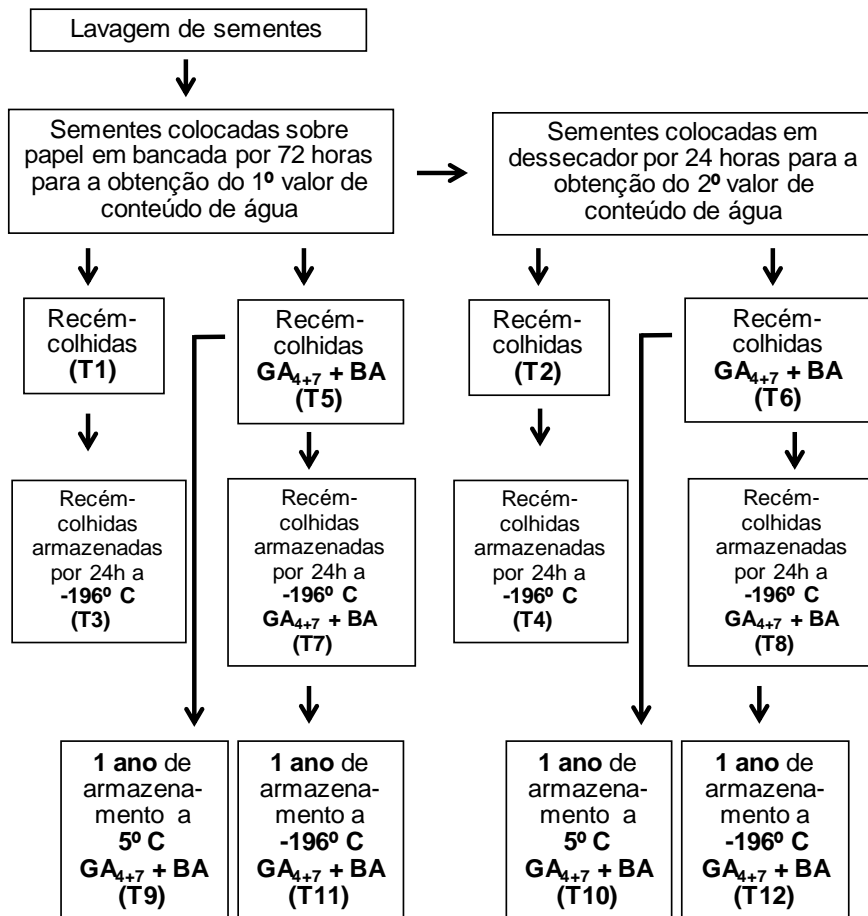 Lavagem de sementes
Sementes colocadas sobre
papel em bancada por 72 horas
para a obtenção do 1º valor de
conteúdo de água
Sementes colocadas em
dessecador por 24 horas para a
obtenção do 2º valor de
conteúdo de água
Recém-
colhidas
(T1)
Recém-
colhidas
GA4+7 + BA
(T5)
Recém-
colhidas
(T2)
Recém-
colhidas
GA4+7 + BA
(T6)
Recém-
colhidas
armazenadas
por 24h a
-196º C
(T3)
Recém-
colhidas
armazenadas
por 24h a
-196º C
GA4+7 + BA
(T7)
Recém-
colhidas
armazenadas
por 24h a
-196º C
(T4)
Recém-
colhidas
armazenadas
por 24h a
-196º C
GA4+7 + BA
(T8)
1 ano de
armazena-
mento a
5º C
GA4+7 + BA
(T9)
1 ano de
armazena-
mento a
-196º C
GA4+7 + BA
(T11)
1 ano de
armazena-
mento a
5º C
GA4+7 + BA
(T10)
1 ano de
armazena-
mento a
-196º C
GA4+7 + BA
(T12)